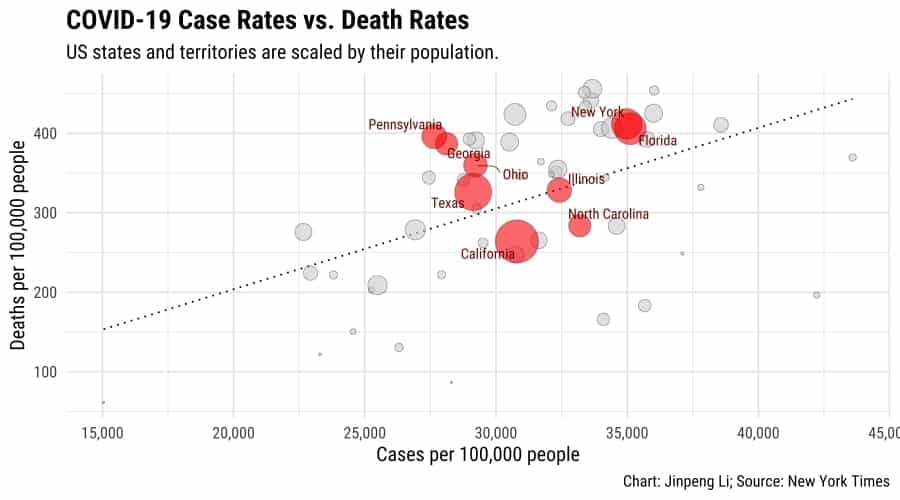 COVID-19 Case Rates vs. Death Rates
US states and territories are scaled by their population.
Deaths per 100,000 people
400
300
200
100
Pennsylvania
New York
Florida
Georgia
Ohio
Illinois
Texas
North Carolina
California
15,000
20,000
25,000
30,000
35,000
40,000
45,00
Cases per 100,000 people
Chart: Jinpeng Li; Source: New York Times